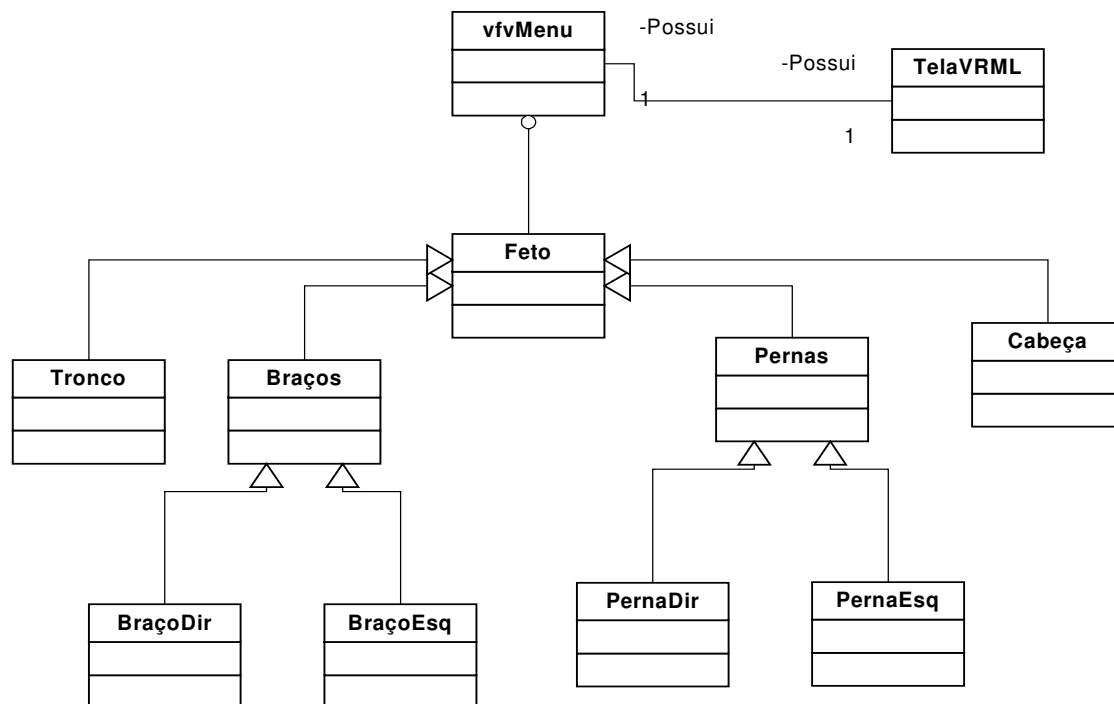 vfvMenu
-Possui
-Possui
TelaVRML
1
1
Feto
Tronco
Braços
Pernas
Cabeça
BraçoDir
BraçoEsq
PernaDir
PernaEsq